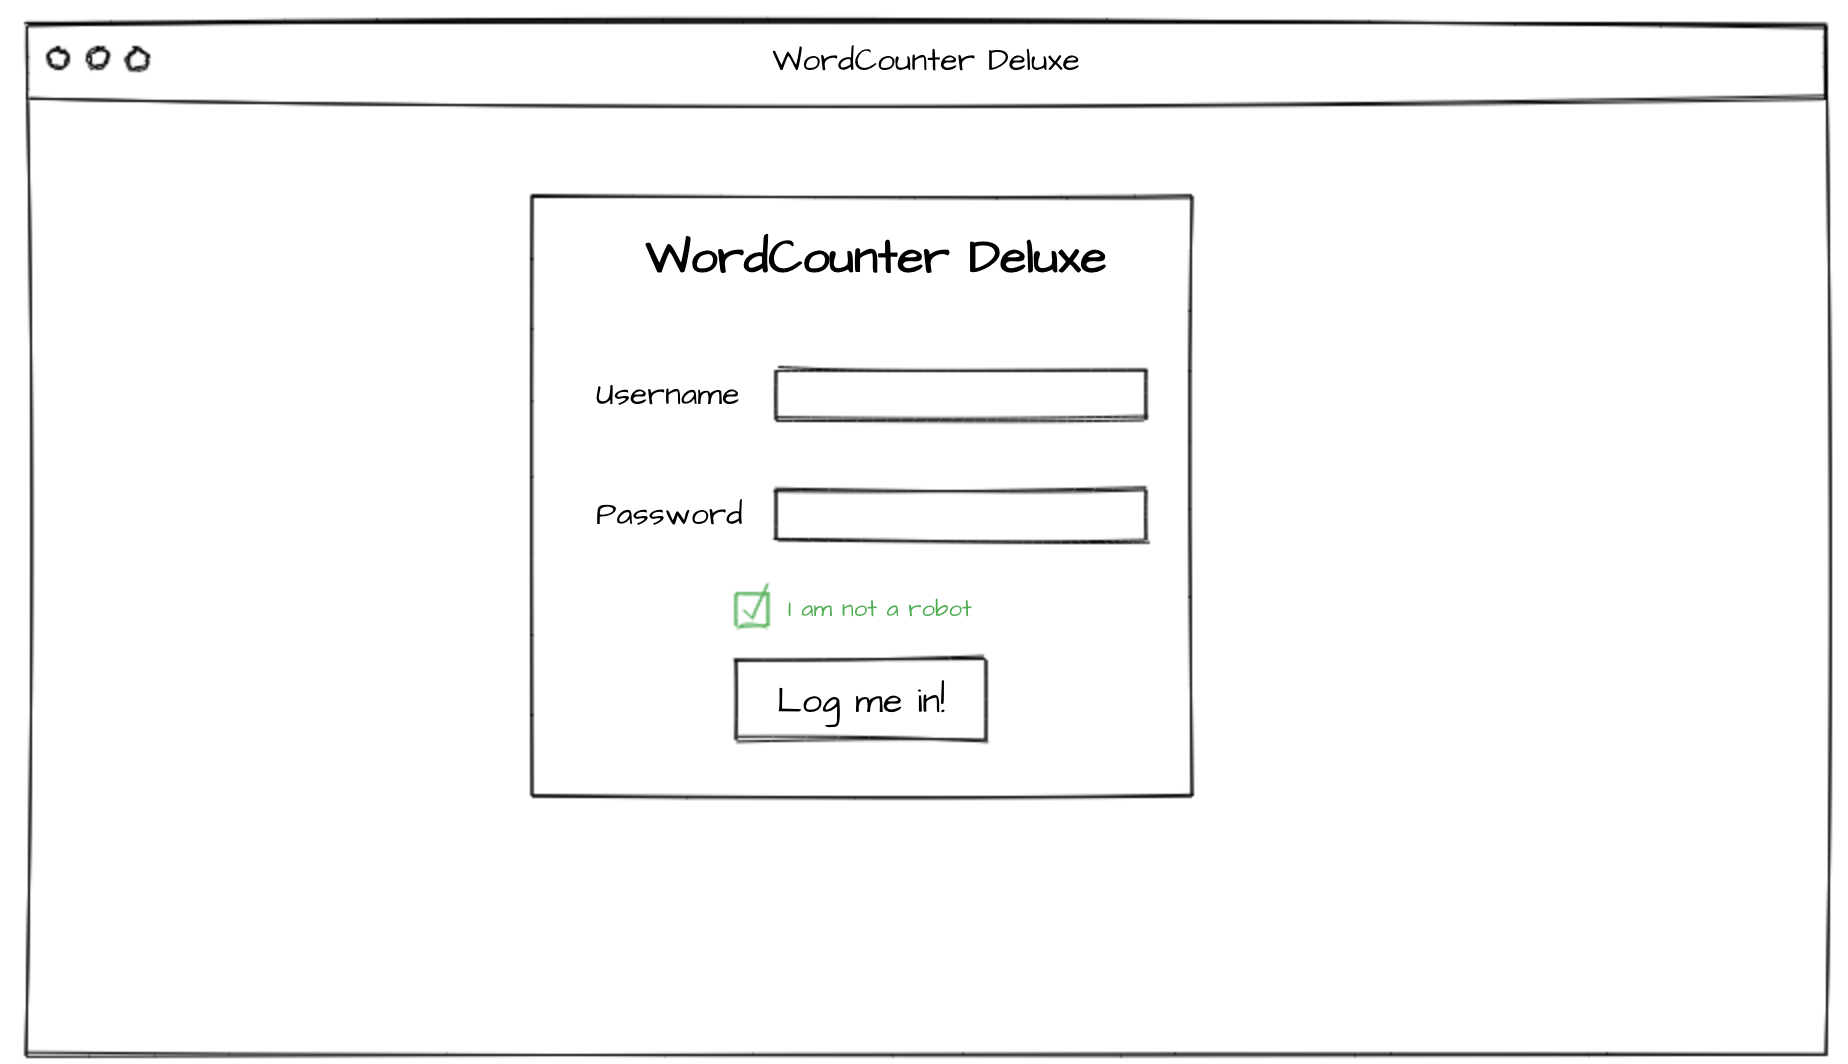 WordCounter Deluxe
WordCounter Deluxe
Username
Password
I am not a robot
Log me in!